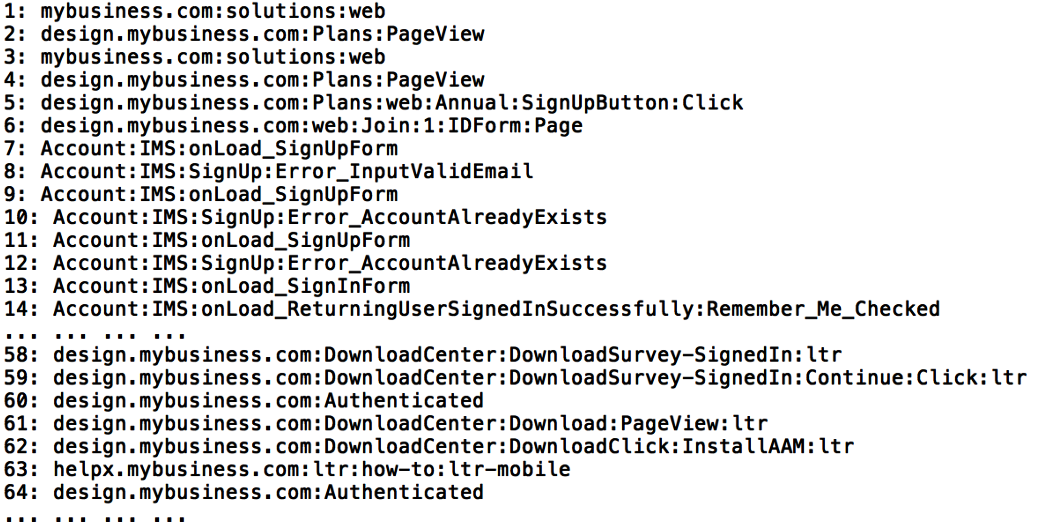 1: mybusiness.com:solutions:web
2: design.mybusiness.com:Plans:PageView
3: mybusiness.com:solutions:web
4: design.mybusiness.com:Plans:PageView
5: design.mybusiness.com:Plans:web:Annual:SignUpButton:Click
6: design.mybusiness.com:web:Join:1:IDForm:Page
7: Account:IMS:onLoad_SignUpForm
8: Account:IMS:SignUp:Error_InputValidEmail
9: Account:IMS:onLoad_SignUpForm
10: Account:IMS:SignUp:Error_AccountAlreadyExists
11: Account:IMS:onLoad_SignUpForm
12: Account:IMS:SignUp:Error_AccountAlreadyExists
13: Account:IMS:onLoad_SignInForm
14: Account:IMS:onLoad_ReturningUserSignedInSuccessfully:Remember_Me_Checked
... ... ... ...
58: design.mybusiness.com:DownloadCenter:DownloadSurvey-SignedIn:ltr
59: design.mybusiness.com:DownloadCenter:DownloadSurvey-SignedIn:Continue:Click:ltr
60: design.mybusiness.com:Authenticated
61: design.mybusiness.com:DownloadCenter:Download:PageView:ltr
62: design.mybusiness.com:DownloadCenter:DownloadClick:InstallAAM:ltr
63: helpx.mybusiness.com:ltr:how-to:ltr-mobile
64: design.mybusiness.com:Authenticated
... ... ... ...